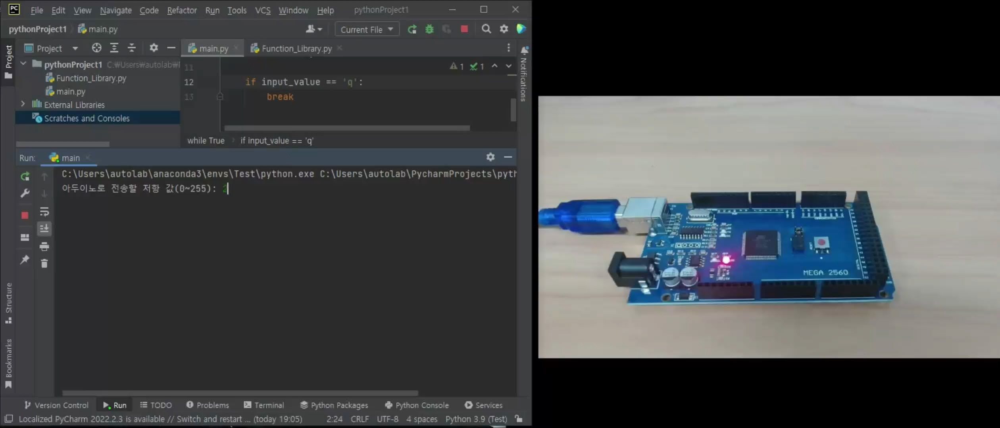 PC File Edit View Navigate Code Refactor Run Tools VCS Window Help pythonProject1
pythonProject1 main.py Current File
Project main.py Function_Library.py
pythonProject1 C:₩Users₩autolab₩
Function_Library.py
main.py
External Libraries
Scratches and Consoles
11
12 if input_value == 'q':
13 break
1 1
while True if input_value == 'q'
Project
Notifications
Run: main
C:\Users\autolab\anaconda3\envs\Test\python.exe C:\Users\autolab\PycharmProjects\pyth
아두이노로 전송할 저항 값(0~255): 2
Structure
Bookmarks
Version Control Run TODO Problems Terminal Python Packages Python Console Services
Localized PyCharm 2022.2.3 is available // Switch and restart ... (today 19:05) 2:24 CRLF UTF-8 4 spaces Python 3.9 (Test)
MEGA 2560